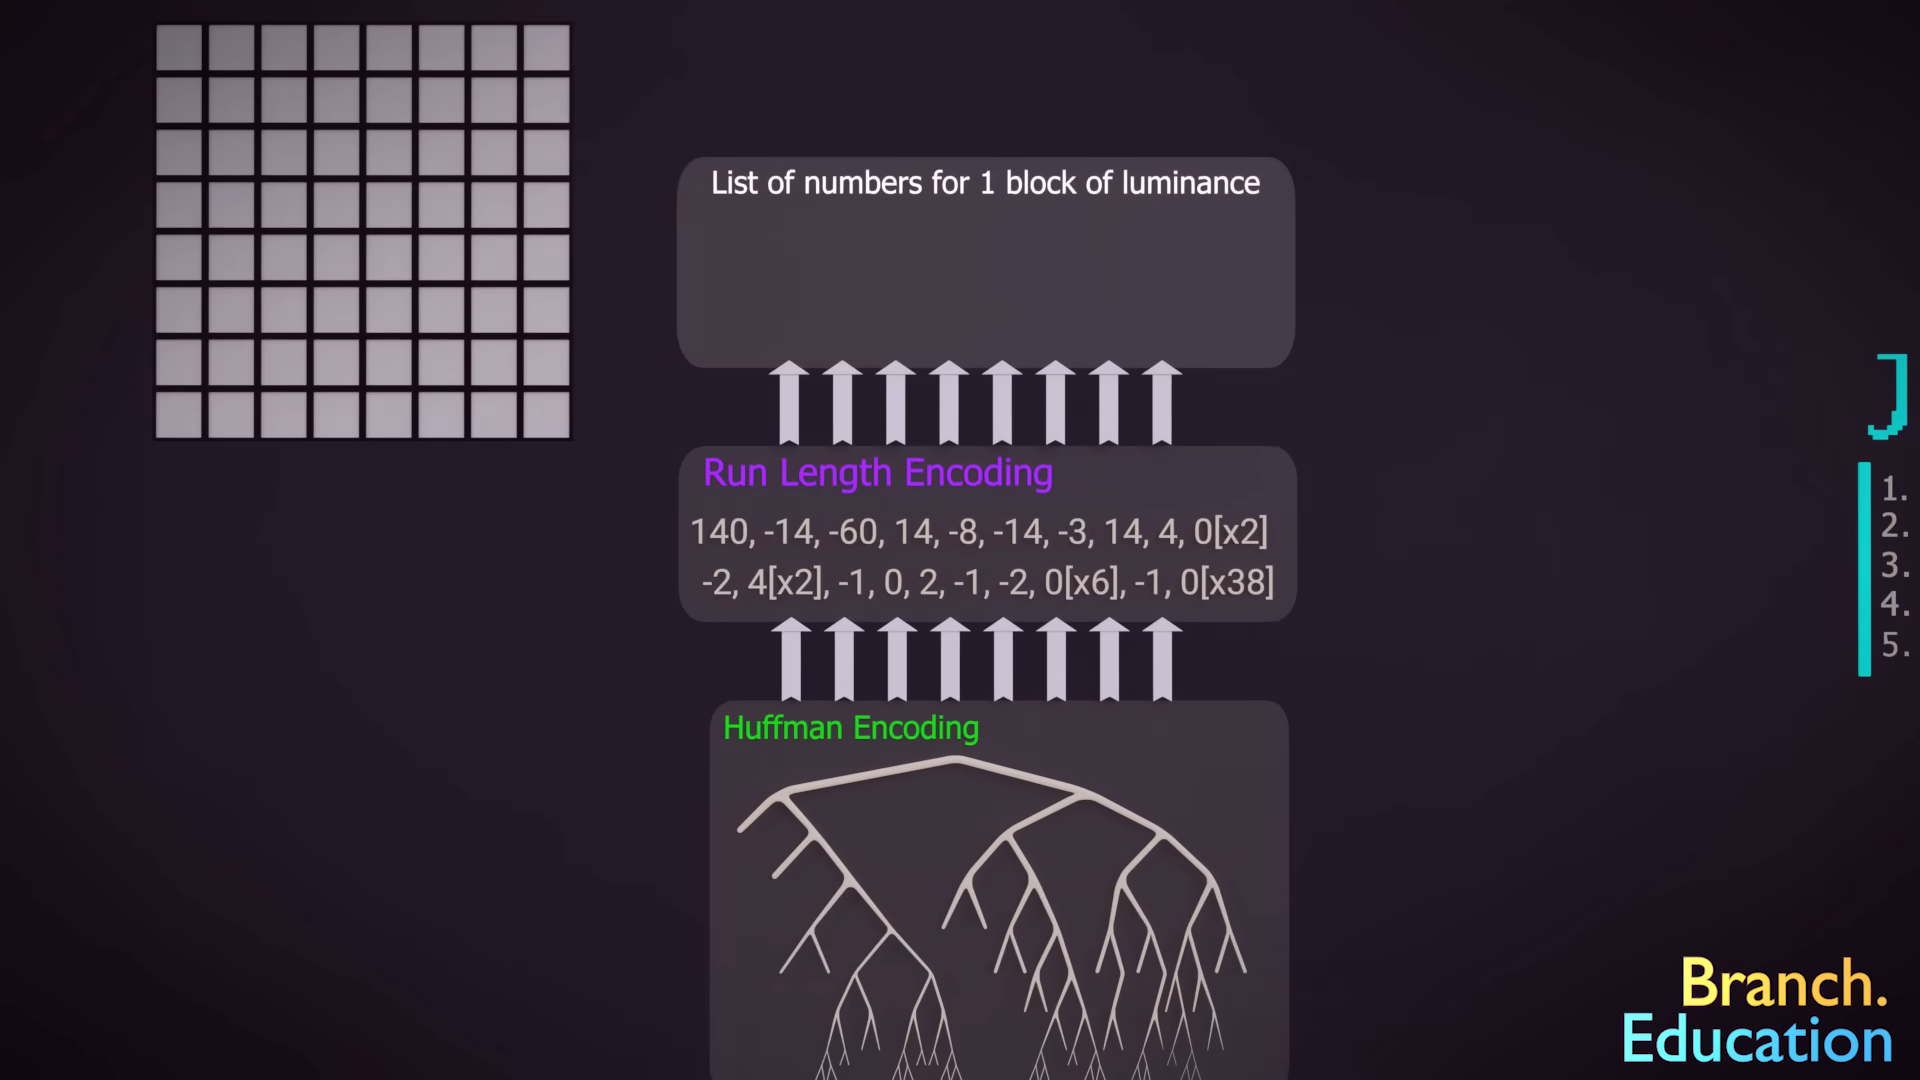 List of numbers for 1 block of luminance
Run Length Encoding
140, -14, -60, 14, -8, -14, -3, 14, 4, 0[x2]
-2, 4[x2], -1, 0, 2, -1, -2, 0[x6], -1, 0[x38]
Huffman Encoding
J
1.
2.
3.
4.
5.
Branch.
Education